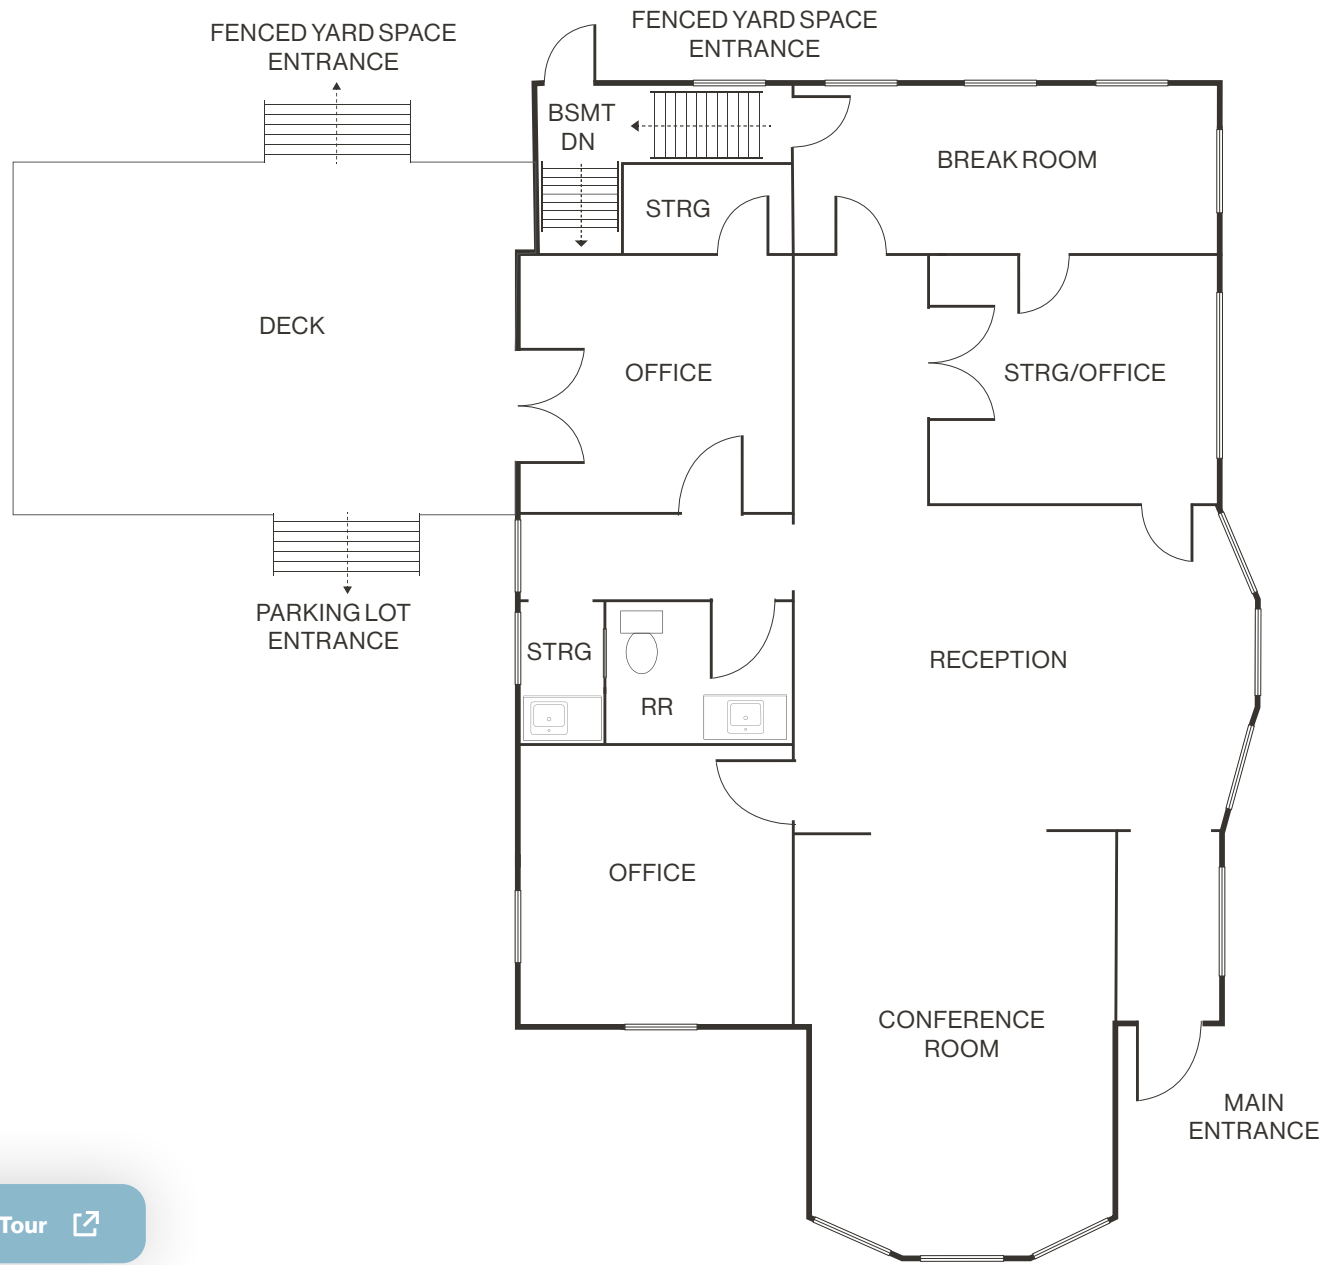 FENCED YARD SPACE
ENTRANCE
FENCED YARD SPACE
ENTRANCE
BSMT
DN
BREAK ROOM
STRG
DECK
OFFICE
STRG/OFFICE
PARKING LOT
ENTRANCE
STRG
RECEPTION
RR
OFFICE
CONFERENCE
ROOM
MAIN
ENTRANCE
Tour